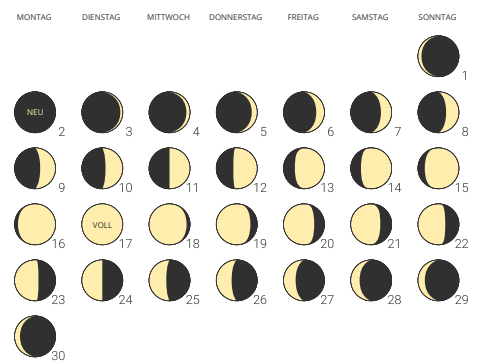 MONTAG DIENSTAG MITTWOCH DONNERSTAG FREITAG SAMSTAG SONNTAG
1
NEU
2 3 4 5 6 7 8
9 10 11 12 13 14 15
VOLL
16 17 18 19 20 21 22
23 24 25 26 27 28 29
30